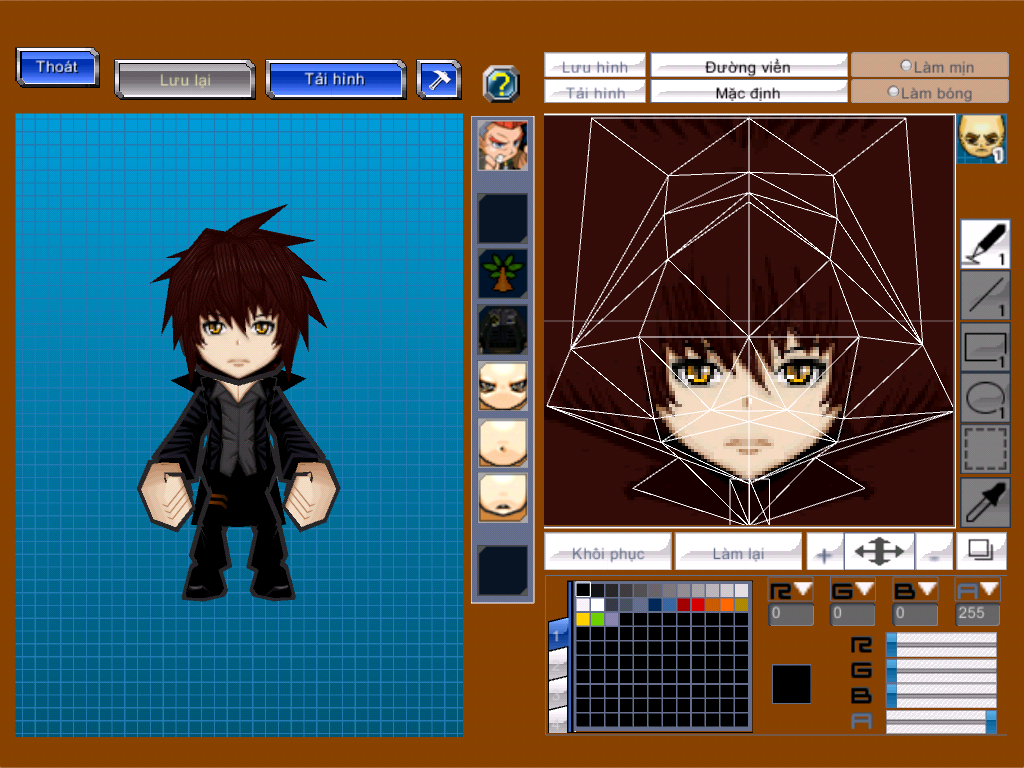 Thoát
Lưu lại
Tải hình
Lưu hình
Đường viền
Làm mịn
Tải hình
Mặc định
Làm bóng
1
1
1
1
1
Khôi phục
Làm lại
+
-
R G B A
0 0 0 255
1
R
G
B
A